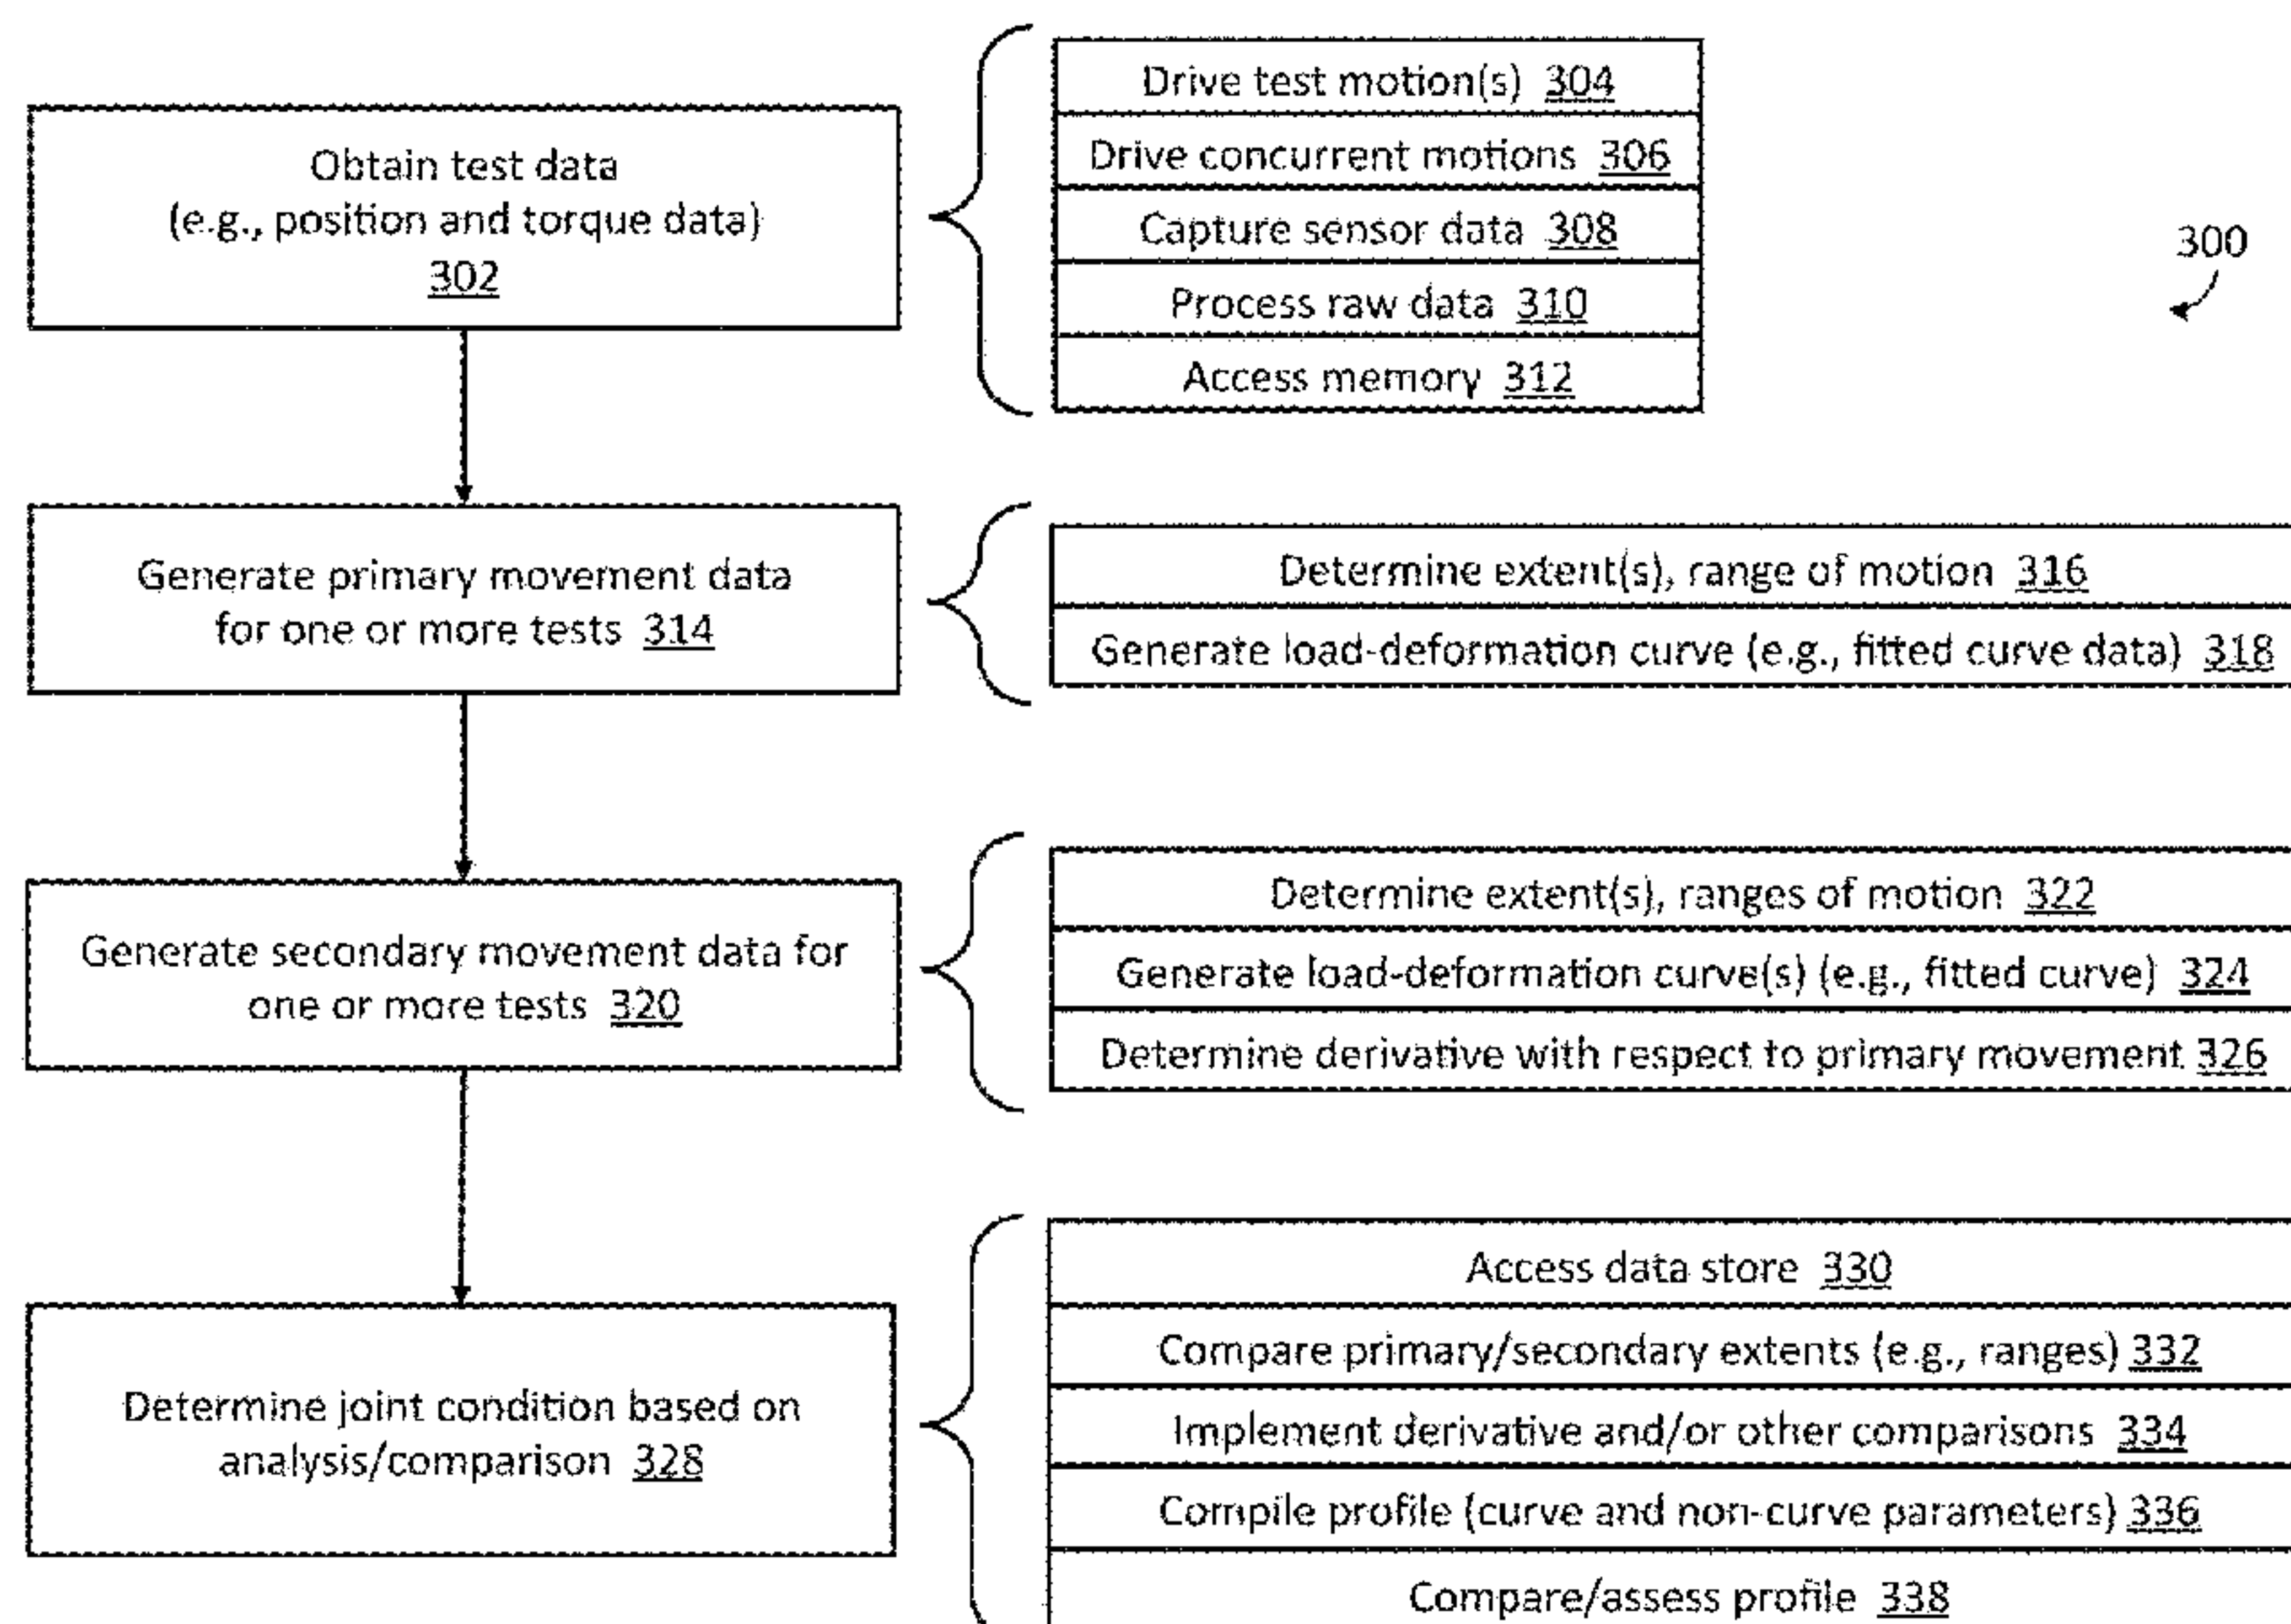 Obtain test data
(e.g., position and torque data)
302
Drive test motion(s) 304
Drive concurrent motions 306
Capture sensor data 308
Process raw data 310
Access memory 312
300
Generate primary movement data
for one or more tests 314
Determine extent(s), range of motion 316
Generate load-deformation curve (e.g., fitted curve data) 318
Generate secondary movement data for
one or more tests 320
Determine extent(s), ranges of motion 322
Generate load-deformation curve(s) (e.g., fitted curve) 324
Determine derivative with respect to primary movement 326
Determine joint condition based on
analysis/comparison 328
Access data store 330
Compare primary/secondary extents (e.g., ranges) 332
Implement derivative and/or other comparisons 334
Compile profile (curve and non-curve parameters) 336
Compare/assess profile 338